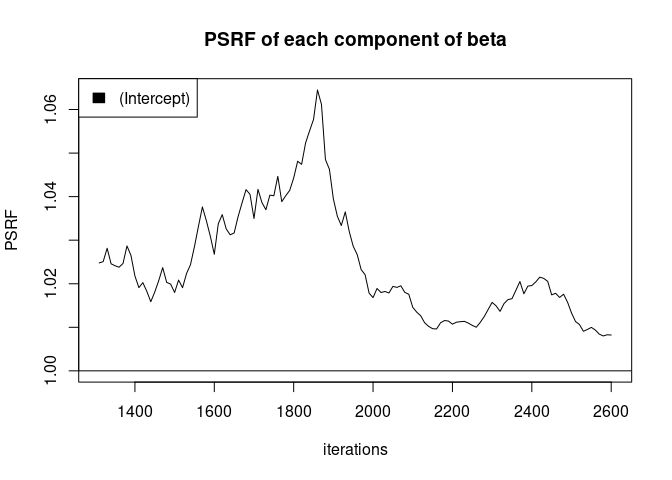 PSRF of each component of beta
(Intercept)
PSRF
1.06
1.04
1.02
1.00
1400 1600 1800 2000 2200 2400 2600
iterations